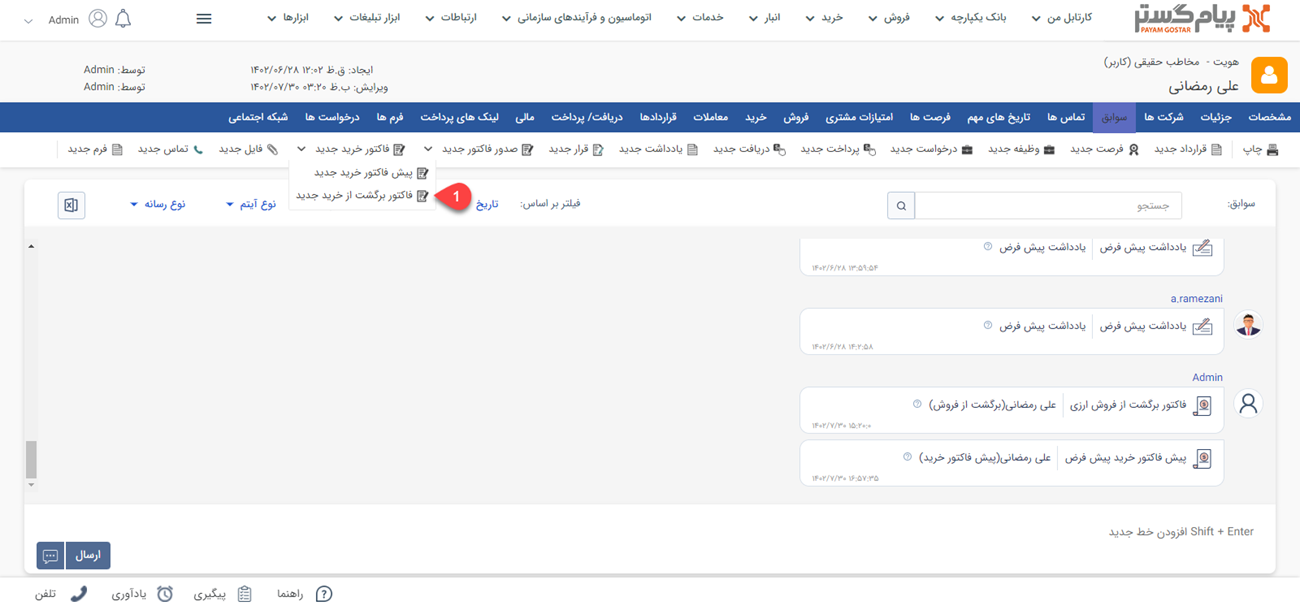 پیام گستر
PAYAM GOSTAR
کارتابل من
بانک یکپارچه
فروش
خرید
انبار
خدمات
اتوماسیون و فرآیندهای سازمانی
ارتباطات
ابزار تبلیغات
ابزارها
Admin
هویت - مخاطب حقیقی (کاربر)
علی رمضانی
ایجاد: ق.ظ ۱۲:۰۲ ۱۴۰۲/۰۶/۲۸ توسط: Admin
ویرایش: ب.ظ ۰۳:۲۰ ۱۴۰۲/۰۷/۳۰ توسط: Admin
مشخصات
جزئیات
شرکت ها
سوابق
تماس ها
تاریخ های مهم
فرصت ها
امتیازات مشتری
فروش
خرید
معاملات
قراردادها
دریافت/ پرداخت
مالی
لینک های پرداخت
فرم ها
درخواست ها
شبکه اجتماعی
چاپ
قرارداد جدید
فرصت جدید
وظیفه جدید
درخواست جدید
پرداخت جدید
دریافت جدید
یادداشت جدید
قرار جدید
صدور فاکتور جدید
فاکتور خرید جدید
فایل جدید
تماس جدید
فرم جدید
پیش فاکتور خرید جدید
فاکتور برگشت از خرید جدید
1
سوابق:
جستجو
فیلتر بر اساس:
تاریخ
نوع آیتم
نوع رسانه
یادداشت پیش فرض
یادداشت پیش فرض
۱۴۰۲/۶/۲۸ ۱۳:۵۹:۵۴
a.ramezani
یادداشت پیش فرض
یادداشت پیش فرض
۱۴۰۲/۶/۲۸ ۱۴:۲:۵۸
Admin
فاکتور برگشت از فروش ارزی
علی رمضانی(برگشت از فروش)
۱۴۰۲/۷/۳۰ ۱۵:۲۰:۰
پیش فاکتور خرید پیش فرض
علی رمضانی(پیش فاکتور خرید)
۱۴۰۲/۷/۳۰ ۱۶:۵۷:۳۵
Shift + Enter افزودن خط جدید
ارسال
راهنما
پیگیری
یادآوری
تلفن